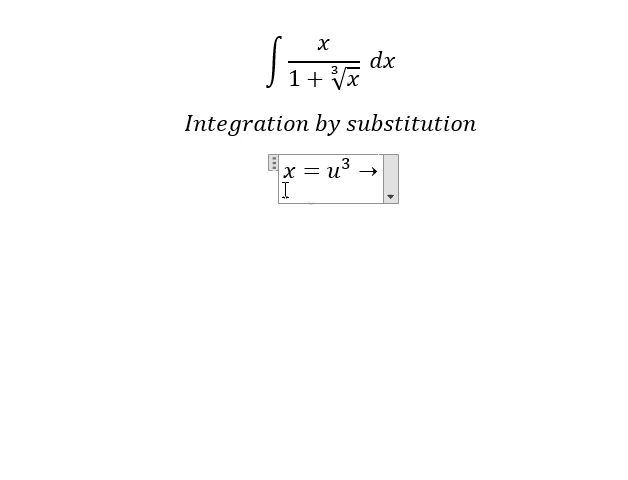 ∫ x / (1 + ∛x) dx
Integration by substitution
x = u³ →